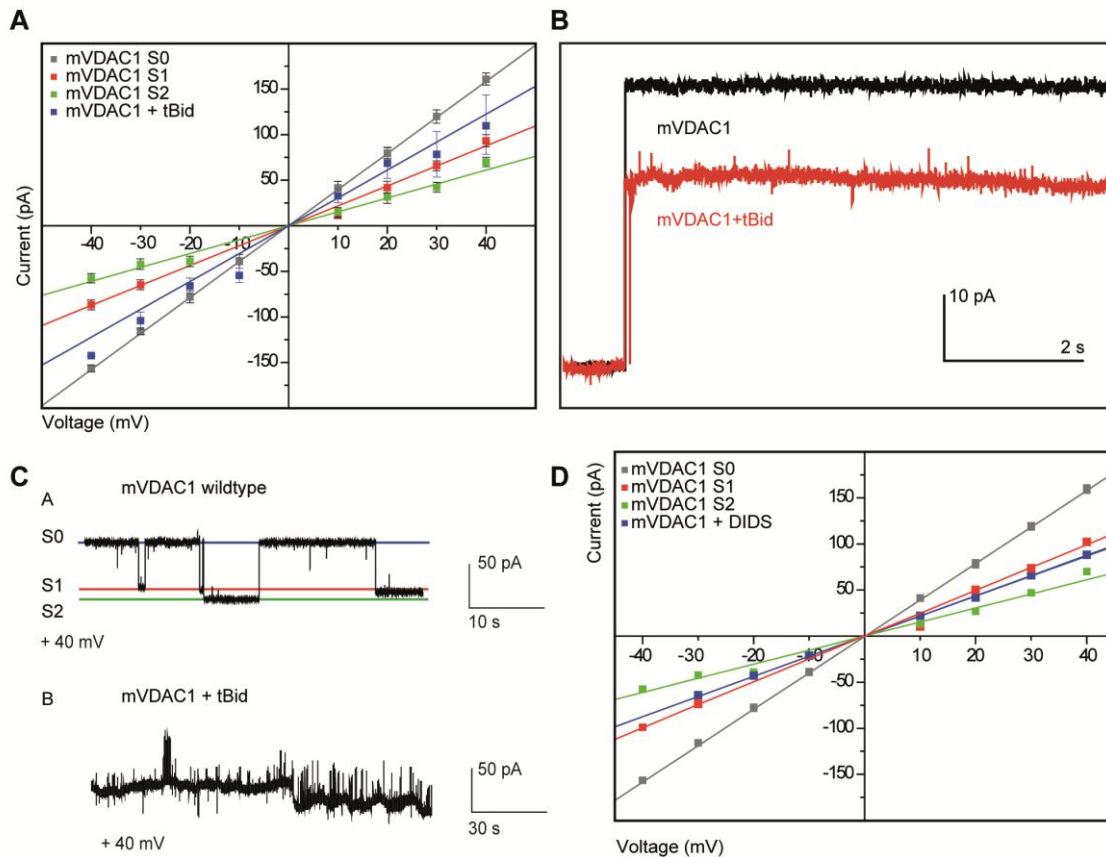 A
mVDAC1 S0
mVDAC1 S1
mVDAC1 S2
mVDAC1 + tBid
150
100
50
-40 -30 -20 -10
10 20 30 40
-50
-100
-150
Current (pA)
Voltage (mV)
B
mVDAC1
mVDAC1+tBid
10 pA
2 s
C
A
mVDAC1 wildtype
S0
S1
S2
50 pA
10 s
+ 40 mV
B
mVDAC1 + tBid
50 pA
30 s
+ 40 mV
D
mVDAC1 S0
mVDAC1 S1
mVDAC1 S2
mVDAC1 + DIDS
Current (pA)
150
100
50
-40 -30 -20 -10
10 20 30 40
-50
-100
-150
Voltage (mV)